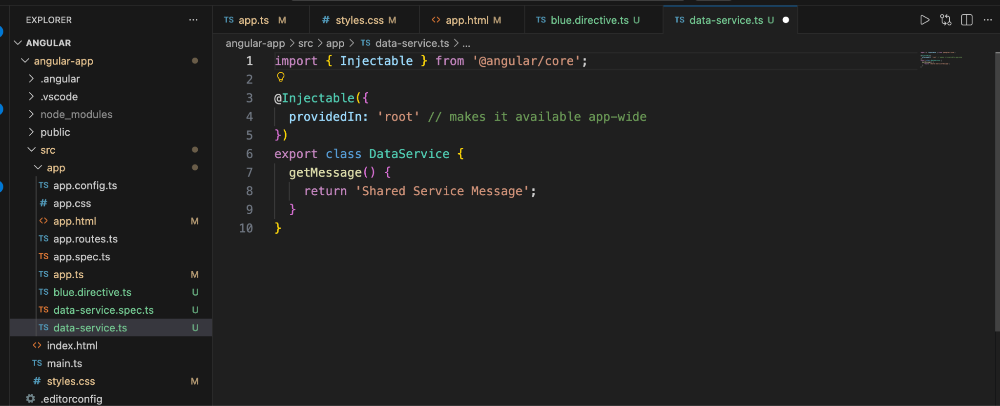 EXPLORER
ANGULAR
angular-app
.angular
.vscode
node_modules
public
src
app
TS app.config.ts
# app.css
<> app.html M
TS app.routes.ts
TS app.spec.ts
TS app.ts M
TS blue.directive.ts U
TS data-service.spec.ts U
TS data-service.ts U
<> index.html
TS main.ts
# styles.css M
.editorconfig
TS app.ts M
# styles.css M
<> app.html M
TS blue.directive.ts U
TS data-service.ts U
angular-app > src > app > TS data-service.ts > ...
1 import { Injectable } from '@angular/core';
2
3 @Injectable({
4 providedIn: 'root' // makes it available app-wide
5 })
6 export class DataService {
7 getMessage() {
8 return 'Shared Service Message';
9 }
10 }